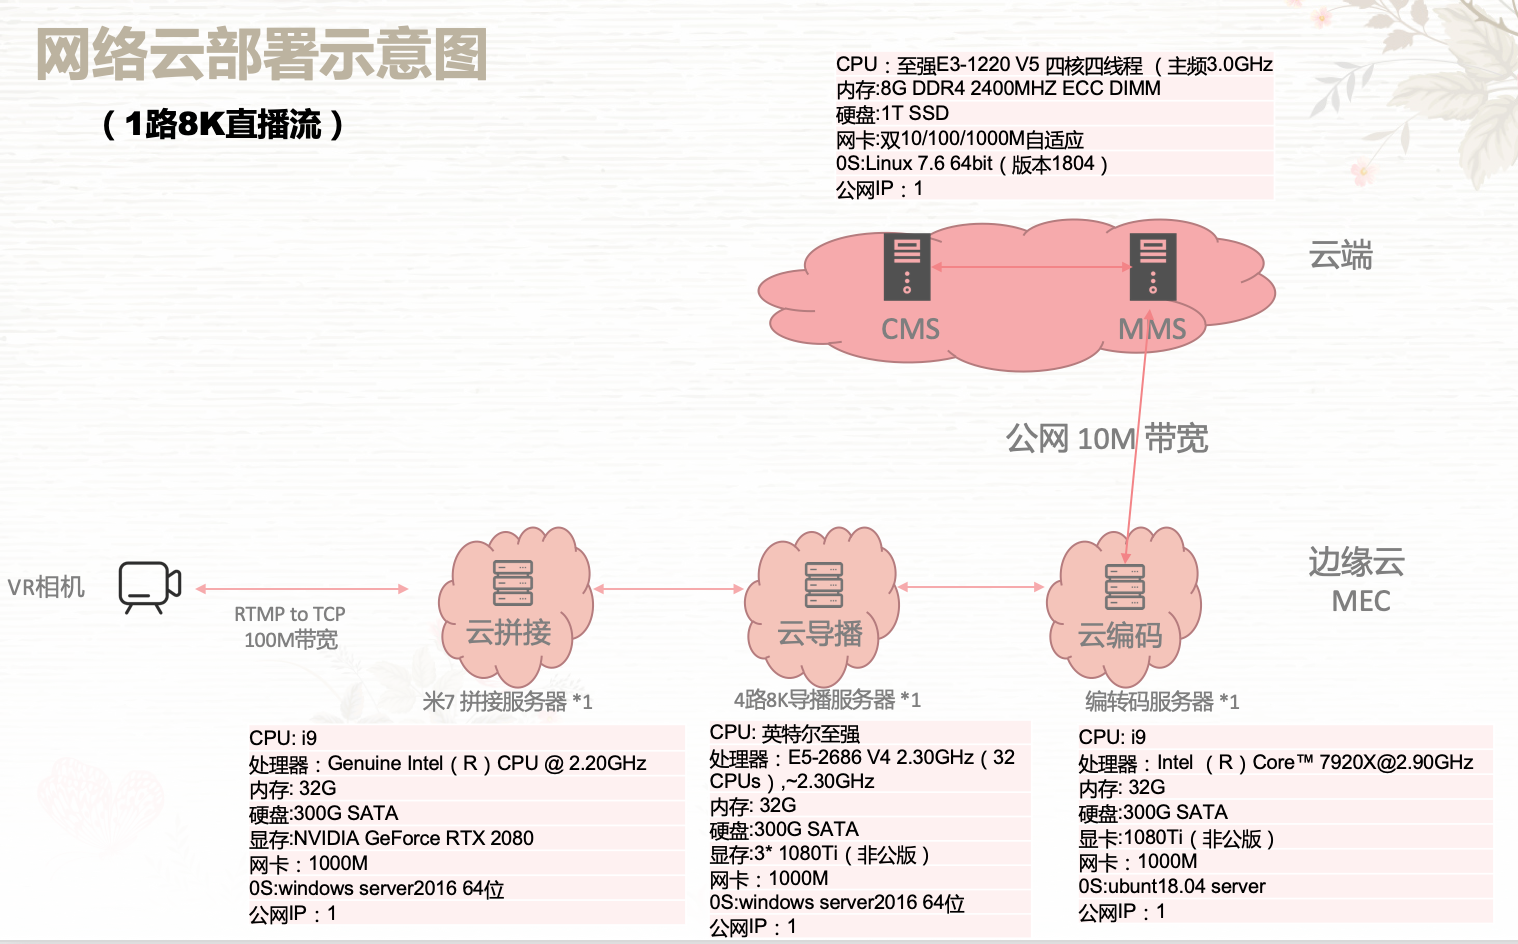 网络云部署示意图
（1路8K直播流）
CPU：至强E3-1220 V5 四核四线程 （主频3.0GHz
内存:8G DDR4 2400MHZ ECC DIMM
硬盘:1T SSD
网卡:双10/100/1000M自适应
0S:Linux 7.6 64bit（版本1804）
公网IP：1
云端
CMS
MMS
公网 10M 带宽
边缘云
MEC
VR相机
RTMP to TCP
100M带宽
云拼接
云导播
云编码
米7 拼接服务器 *1
4路8K导播服务器 *1
编转码服务器 *1
CPU: i9
处理器：Genuine Intel（R）CPU @ 2.20GHz
内存: 32G
硬盘:300G SATA
显存:NVIDIA GeForce RTX 2080
网卡：1000M
0S:windows server2016 64位
公网IP：1
CPU: 英特尔至强
处理器：E5-2686 V4 2.30GHz（32
CPUs）,~2.30GHz
内存: 32G
硬盘:300G SATA
显存:3* 1080Ti（非公版）
网卡：1000M
0S:windows server2016 64位
公网IP：1
CPU: i9
处理器：Intel （R）Core™ 7920X@2.90GHz
内存: 32G
硬盘:300G SATA
显卡:1080Ti（非公版）
网卡：1000M
0S:ubunt18.04 server
公网IP：1